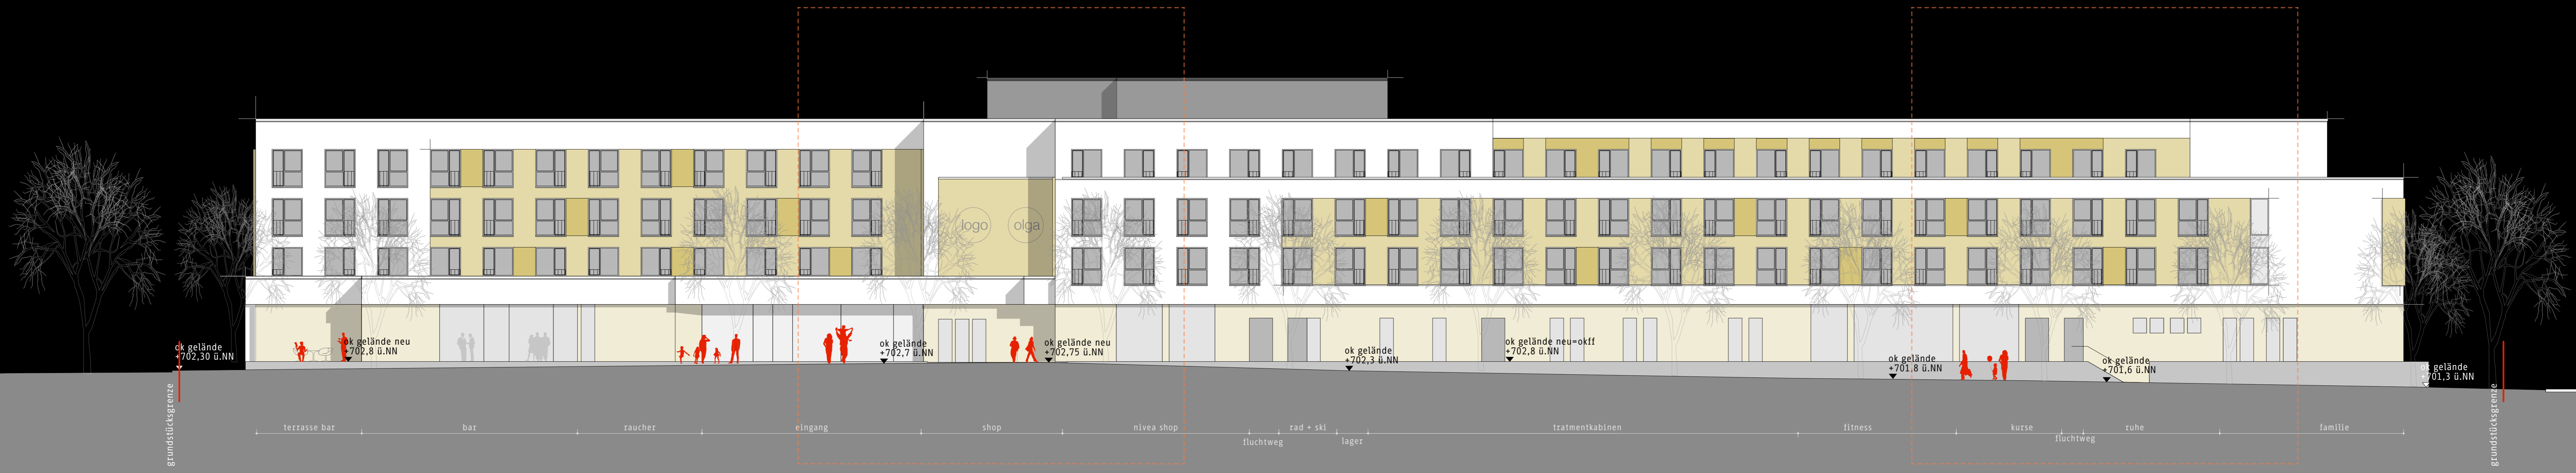 logo
olga
ok gelände
+702,30 ü.NN
ok gelände neu
+702,8 ü.NN
ok gelände
+702,7 ü.NN
ok gelände neu
+702,75 ü.NN
ok gelände
+702,3 ü.NN
ok gelände neu=okff
+702,8 ü.NN
ok gelände
+701.8 ü.NN
ok gelände
+701,6 ü.NN
ok gelände
+701,3 ü.NN
grundstücksgrenze
grundstücksgrenze
terrasse bar
bar
raucher
eingang
shop
nivea shop
fluchtweg
rad + ski
lager
tratmentkabinen
fitness
kurse
fluchtweg
ruhe
familie